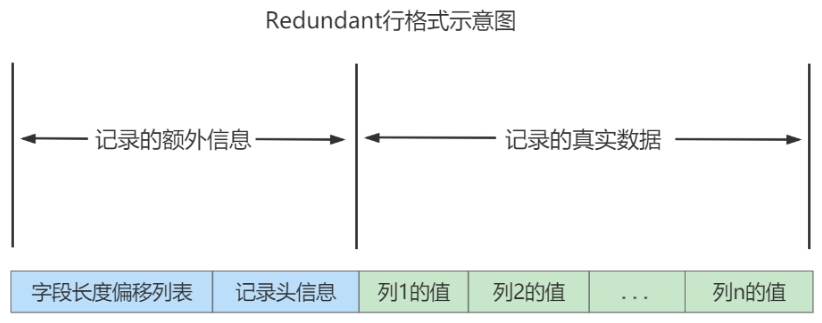 Redundant行格式示意图
记录的额外信息
记录的真实数据
字段长度偏移列表
记录头信息
列1的值
列2的值
...
列n的值